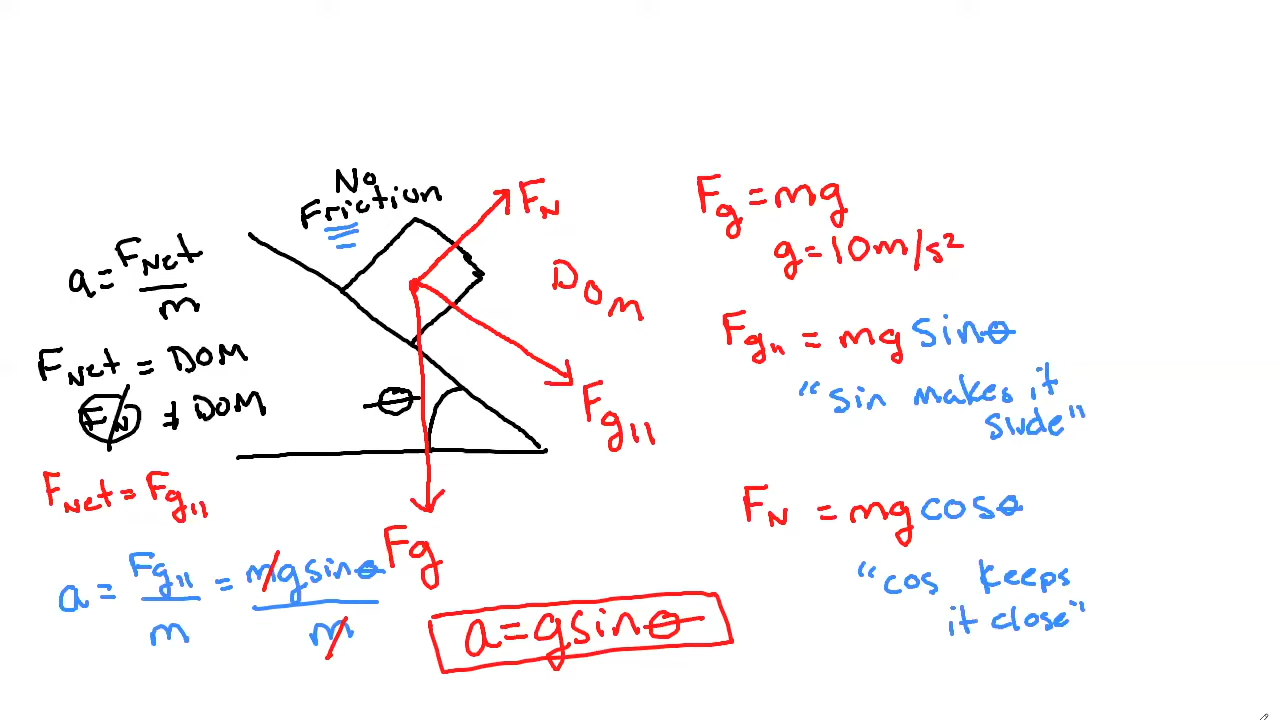 No
Friction
F_N
a = F_Net / m
DOM
F_Net = DOM
F_N ≠ DOM
θ
F_g||
F_Net = F_g||
Fg
a = F_g|| / m = mg sinθ / m
a = g sinθ
F_g = mg
g = 10 m/s²
F_g|| = mg sinθ
"sin makes it
slide"
F_N = mg cosθ
"cos keeps
it close"